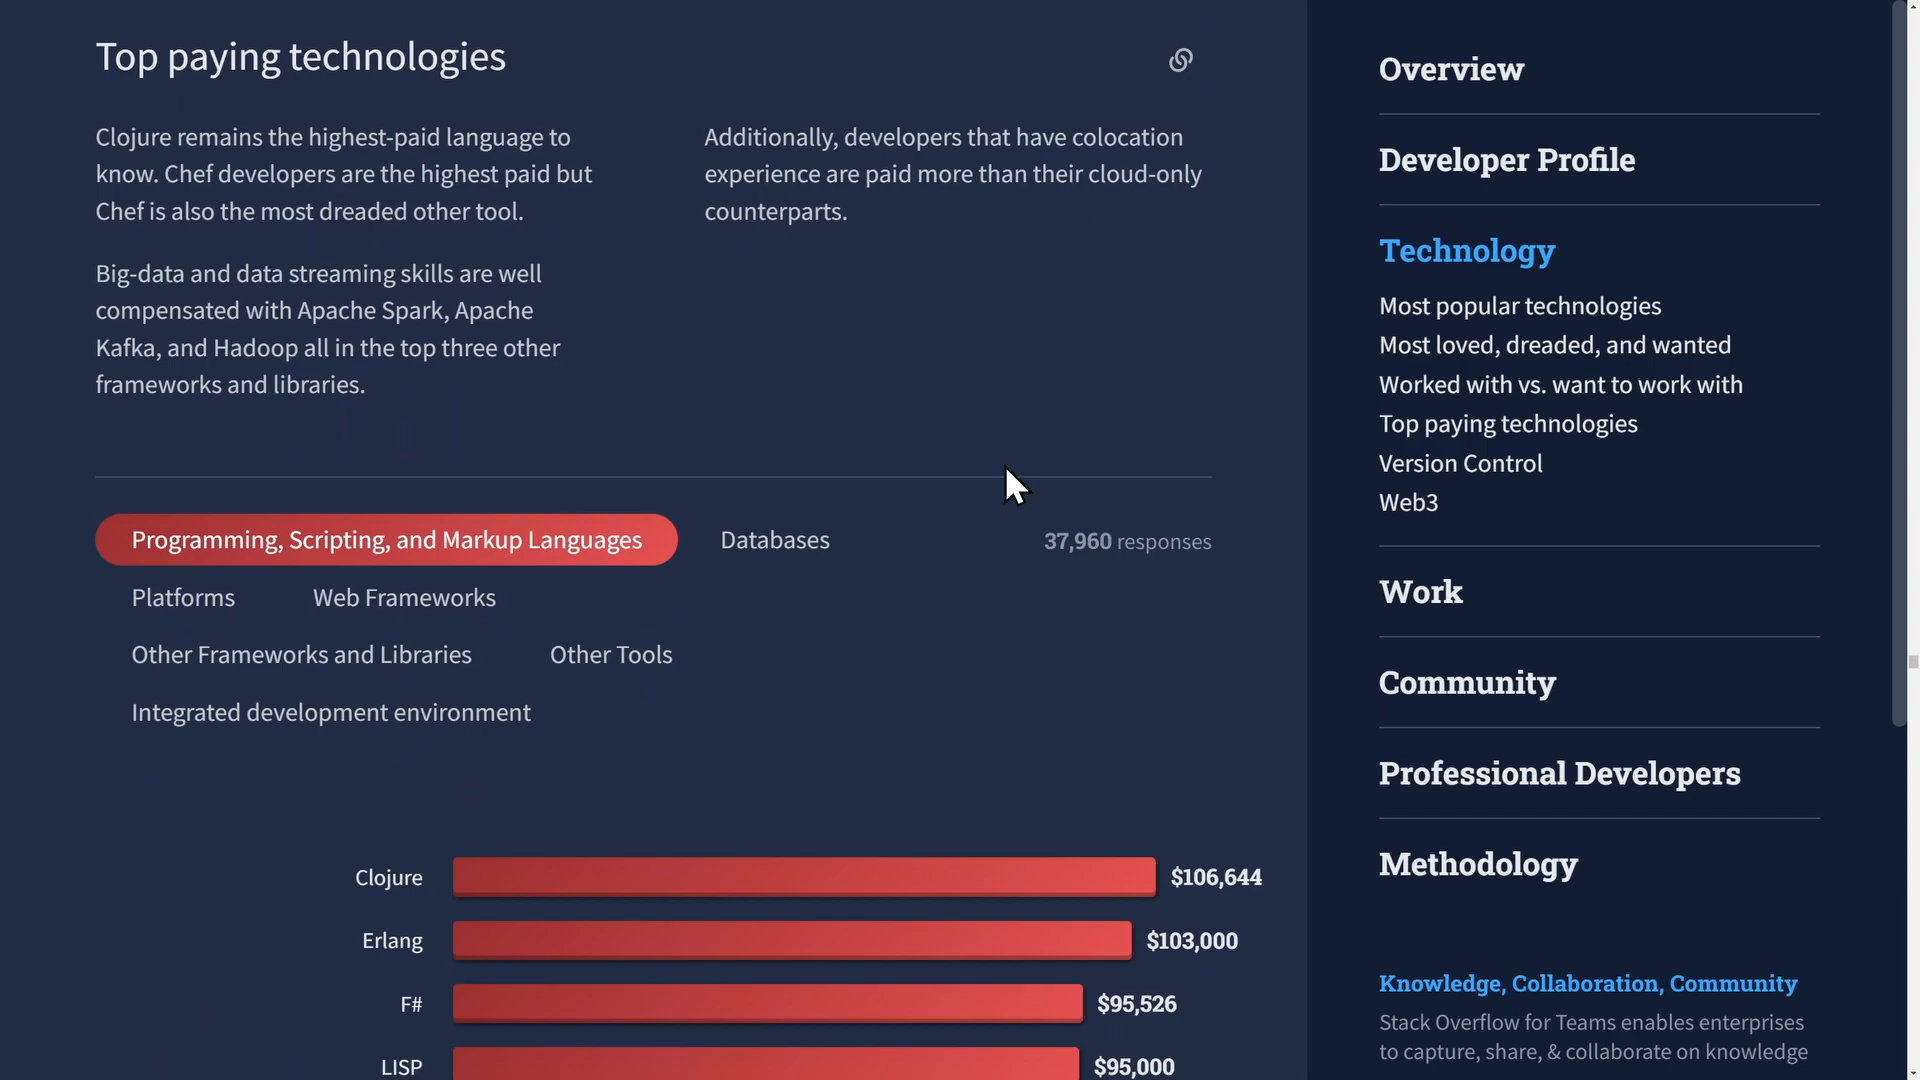 Top paying technologies
Clojure remains the highest-paid language to
know. Chef developers are the highest paid but
Chef is also the most dreaded other tool.
Big-data and data streaming skills are well
compensated with Apache Spark, Apache
Kafka, and Hadoop all in the top three other
frameworks and libraries.
Additionally, developers that have colocation
experience are paid more than their cloud-only
counterparts.
Programming, Scripting, and Markup Languages
Databases
37,960 responses
Platforms
Web Frameworks
Other Frameworks and Libraries
Other Tools
Integrated development environment
Clojure $106,644
Erlang $103,000
F# $95,526
LISP $95,000
Overview
Developer Profile
Technology
Most popular technologies
Most loved, dreaded, and wanted
Worked with vs. want to work with
Top paying technologies
Version Control
Web3
Work
Community
Professional Developers
Methodology
Knowledge, Collaboration, Community
Stack Overflow for Teams enables enterprises
to capture, share, & collaborate on knowledge